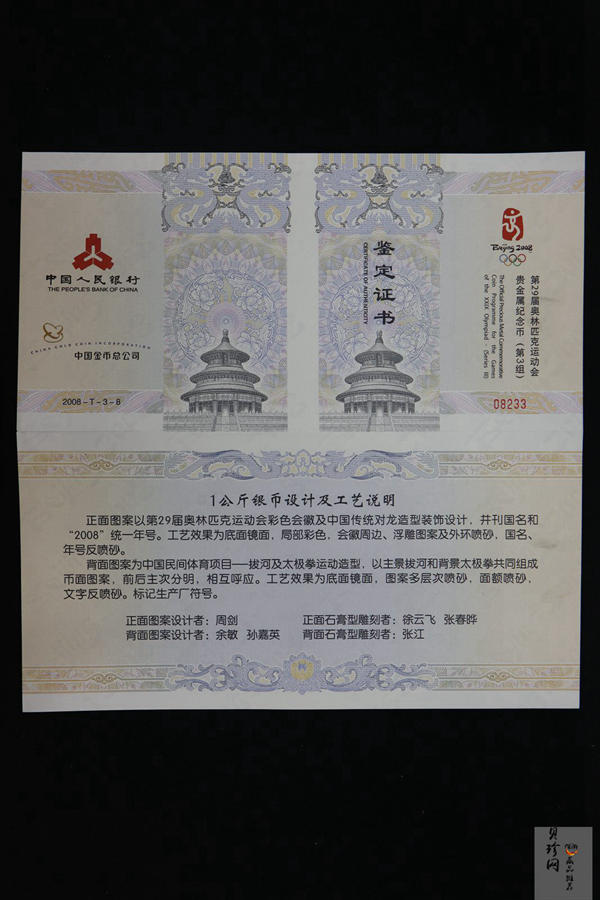 中国人民银行
THE PEOPLE'S BANK OF CHINA
CHINA GOLD COIN INCORPORATION
中国金币总公司
2008-T-3-8
鉴定证书
CERTIFICATE OF AUTHENTICITY
Beijing 2008
第29届奥林匹克运动会
贵金属纪念币(第3组)
The Official Precious Metal Commemorative
Coin Programme for the Games
of the XXIX Olympiad - (Series III)
08233
1公斤银币设计及工艺说明
正面图案以第29届奥林匹克运动会彩色会徽及中国传统对龙造型装饰设计，并刊国名和
“2008”统一年号。工艺效果为底面镜面，局部彩色，会徽周边、浮雕图案及外环喷砂，国名、
年号反喷砂。
背面图案为中国民间体育项目——拔河及太极拳运动造型，以主景拔河和背景太极拳共同组成
币面图案，前后主次分明，相互呼应。工艺效果为底面镜面，图案多层次喷砂，面额喷砂，
文字反喷砂。标记生产厂符号。
正面图案设计者：周剑 正面石膏型雕刻者：徐云飞 张春晔
背面图案设计者：余敏 孙嘉英 背面石膏型雕刻者：张江
贝珍网